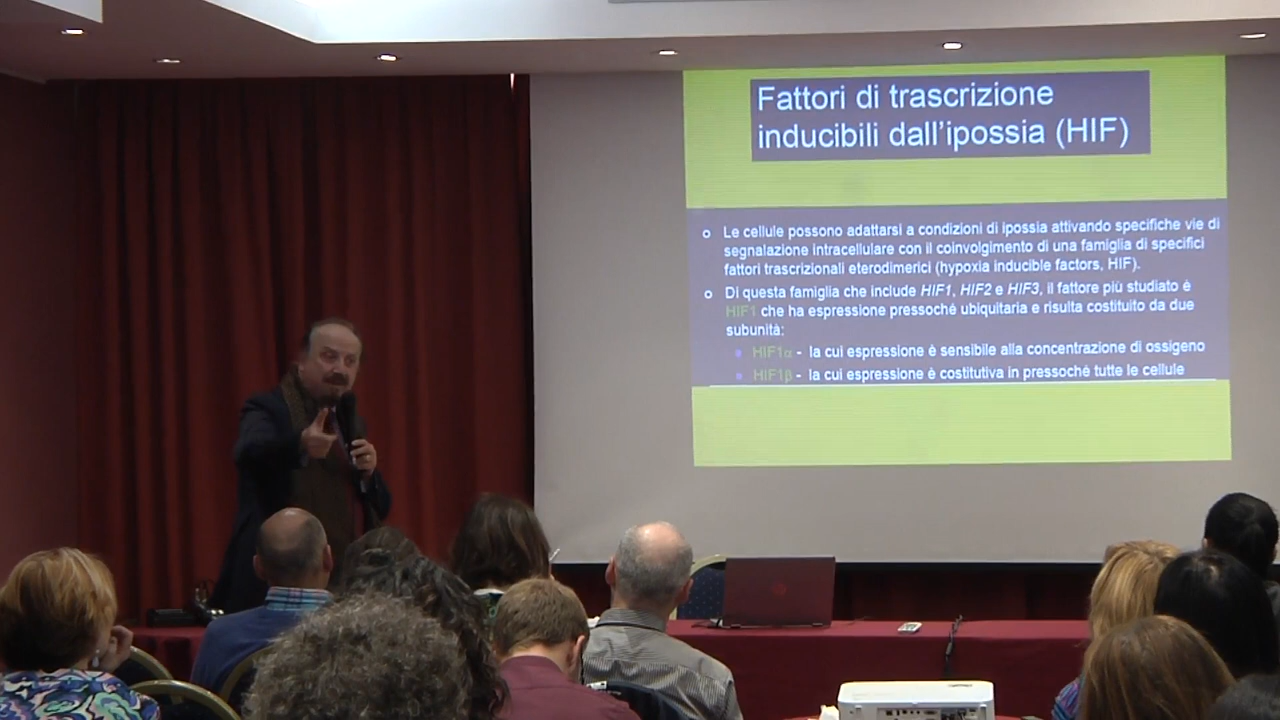 Fattori di trascrizione
inducibili dall'ipossia (HIF)
Le cellule possono adattarsi a condizioni di ipossia attivando specifiche vie di
segnalazione intracellulare con il coinvolgimento di una famiglia di specifici
fattori trascrizionali eterodimerici (hypoxia inducible factors, HIF).
Di questa famiglia che include HIF1, HIF2 e HIF3, il fattore più studiato è
HIF1 che ha espressione pressoché ubiquitaria e risulta costituito da due
subunità:
HIF1α - la cui espressione è sensibile alla concentrazione di ossigeno
HIF1β - la cui espressione è costitutiva in pressoché tutte le cellule